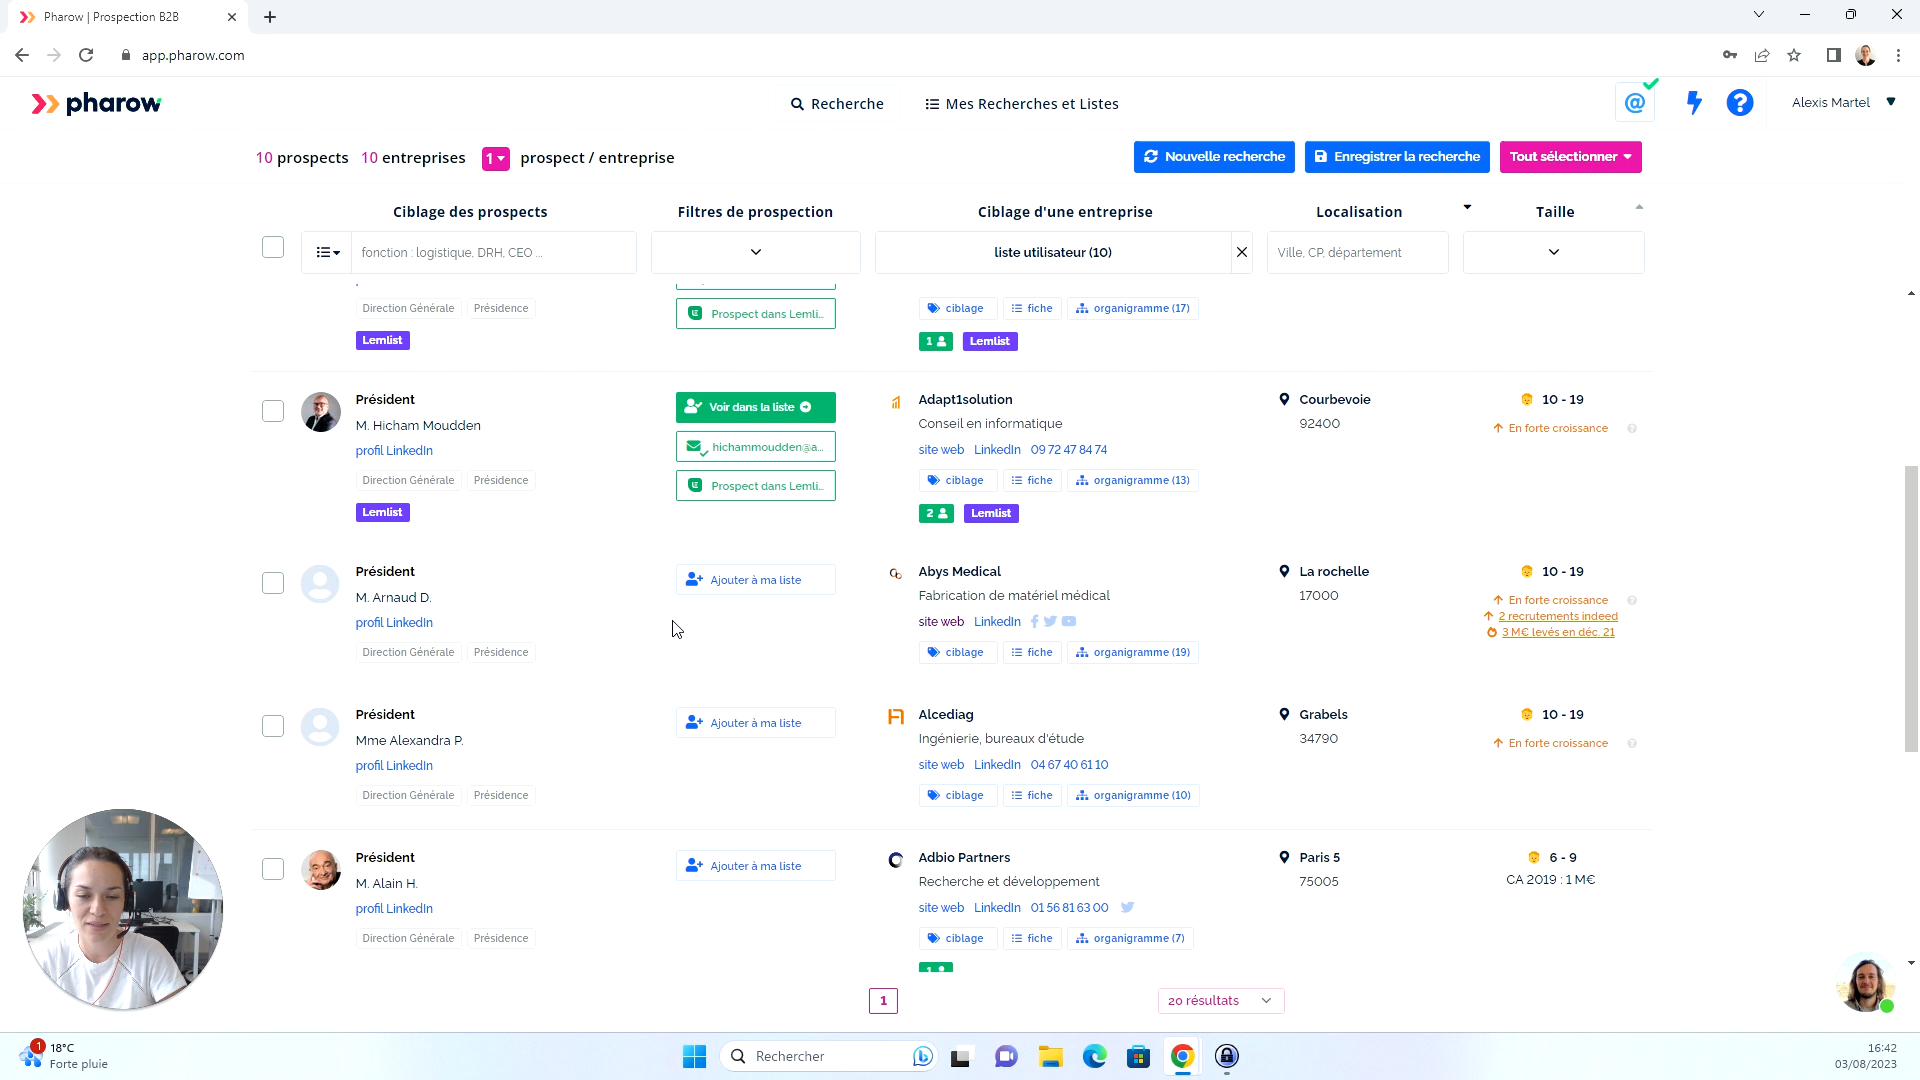 Pharow | Prospection B2B
app.pharow.com
pharow
Recherche
Mes Recherches et Listes
@
Alexis Martel
10 prospects 10 entreprises 1 prospect / entreprise
Nouvelle recherche
Enregistrer la recherche
Tout sélectionner
Ciblage des prospects
Filtres de prospection
Ciblage d'une entreprise
Localisation
Taille
fonction : logistique, DRH, CEO ...
liste utilisateur (10)
Ville, CP, département
Direction Générale Présidence
Prospect dans Lemli...
ciblage fiche organigramme (17)
Lemlist
1 Lemlist
Président
M. Hicham Moudden
profil LinkedIn
Direction Générale Présidence
Lemlist
Voir dans la liste
hichammoudden@a...
Prospect dans Lemli...
Adapt1solution
Conseil en informatique
site web LinkedIn 09 72 47 84 74
ciblage fiche organigramme (13)
2 Lemlist
Courbevoie
92400
10 - 19
En forte croissance
Président
M. Arnaud D.
profil LinkedIn
Direction Générale Présidence
Ajouter à ma liste
Abys Medical
Fabrication de matériel médical
site web LinkedIn
ciblage fiche organigramme (19)
La rochelle
17000
10 - 19
En forte croissance
2 recrutements indeed
3 M€ levés en déc. 21
Président
Mme Alexandra P.
profil LinkedIn
Direction Générale Présidence
Ajouter à ma liste
Alcediag
Ingénierie, bureaux d'étude
site web LinkedIn 04 67 40 61 10
ciblage fiche organigramme (10)
Grabels
34790
10 - 19
En forte croissance
Président
M. Alain H.
profil LinkedIn
Direction Générale Présidence
Ajouter à ma liste
Adbio Partners
Recherche et développement
site web LinkedIn 01 56 81 63 00
ciblage fiche organigramme (7)
1
Paris 5
75005
6 - 9
CA 2019 : 1 M€
1
20 résultats
1
18°C
Forte pluie
Rechercher
16:42
03/08/2023